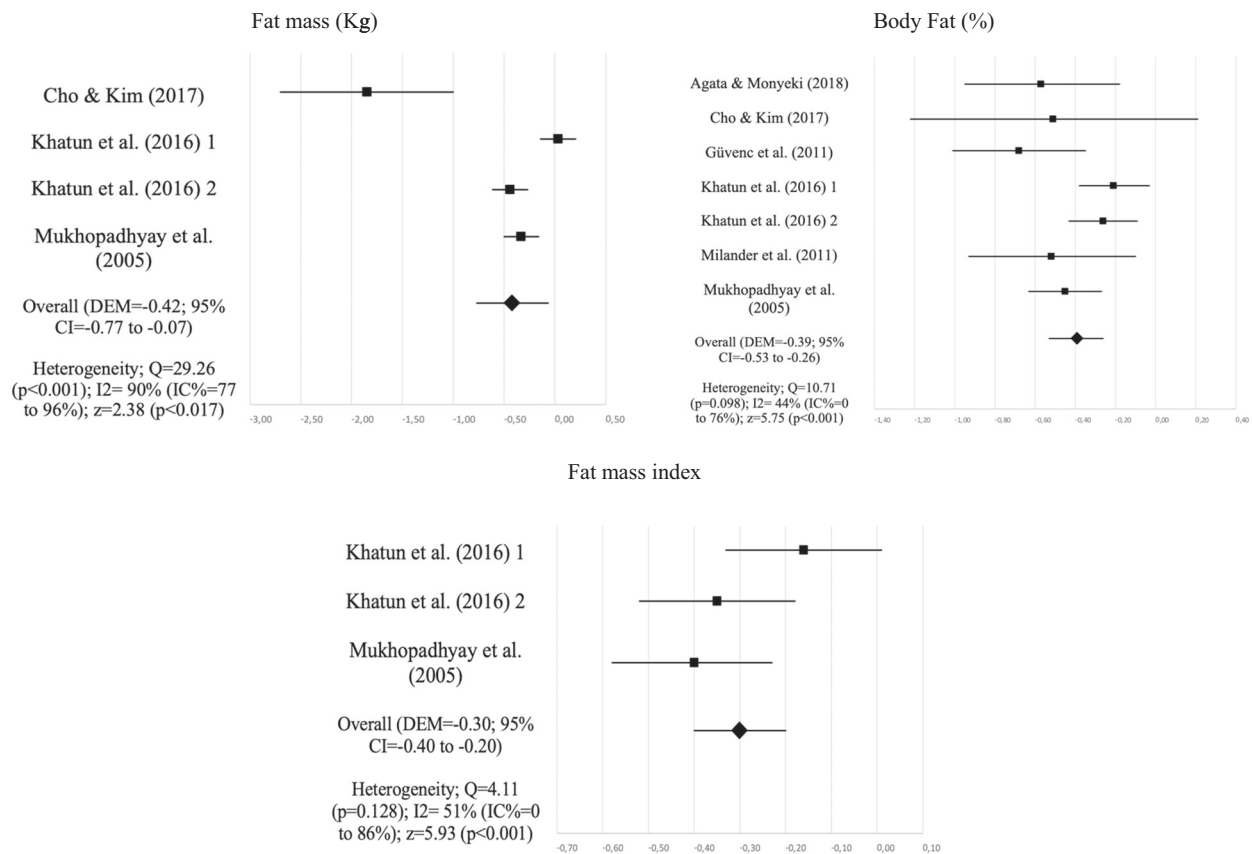 Fat mass (Kg)
Cho & Kim (2017)
Khatun et al. (2016) 1
Khatun et al. (2016) 2
Mukhopadhyay et al.
(2005)
Overall (DEM=-0.42; 95%
CI=-0.77 to -0.07)
Heterogeneity; Q=29.26
(p<0.001); I2= 90% (IC%=77
to 96%); z=2.38 (p<0.017)
-3,00 -2,50 -2,00 -1,50 -1,00 -0,50 0,00 0,50
Body Fat (%)
Agata & Monyeki (2018)
Cho & Kim (2017)
Güvenc et al. (2011)
Khatun et al. (2016) 1
Khatun et al. (2016) 2
Milander et al. (2011)
Mukhopadhyay et al.
(2005)
Overall (DEM=-0.39; 95%
CI=-0.53 to -0.26)
Heterogeneity; Q=10.71
(p=0.098); I2= 44% (IC%=0
to 76%); z=5.75 (p<0.001)
-1,40 -1,20 -1,00 -0,80 -0,60 -0,40 -0,20 0,00 0,20 0,40
Fat mass index
Khatun et al. (2016) 1
Khatun et al. (2016) 2
Mukhopadhyay et al.
(2005)
Overall (DEM=-0.30; 95%
CI=-0.40 to -0.20)
Heterogeneity; Q=4.11
(p=0.128); I2= 51% (IC%=0
to 86%); z=5.93 (p<0.001)
-0,70 -0,60 -0,50 -0,40 -0,30 -0,20 -0,10 0,00 0,10